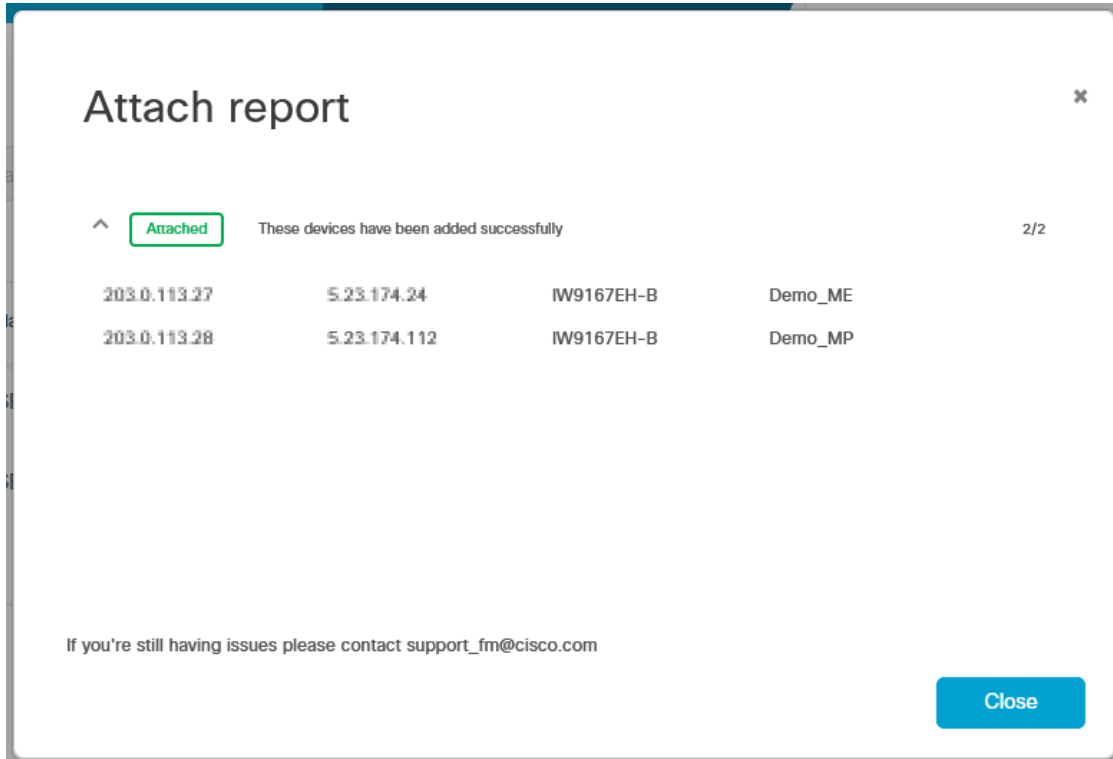 Attach report
Attached These devices have been added successfully 2/2
203.0.113.27 5.23.174.24 IW9167EH-B Demo_ME
203.0.113.28 5.23.174.112 IW9167EH-B Demo_MP
If you're still having issues please contact support_fm@cisco.com
Close